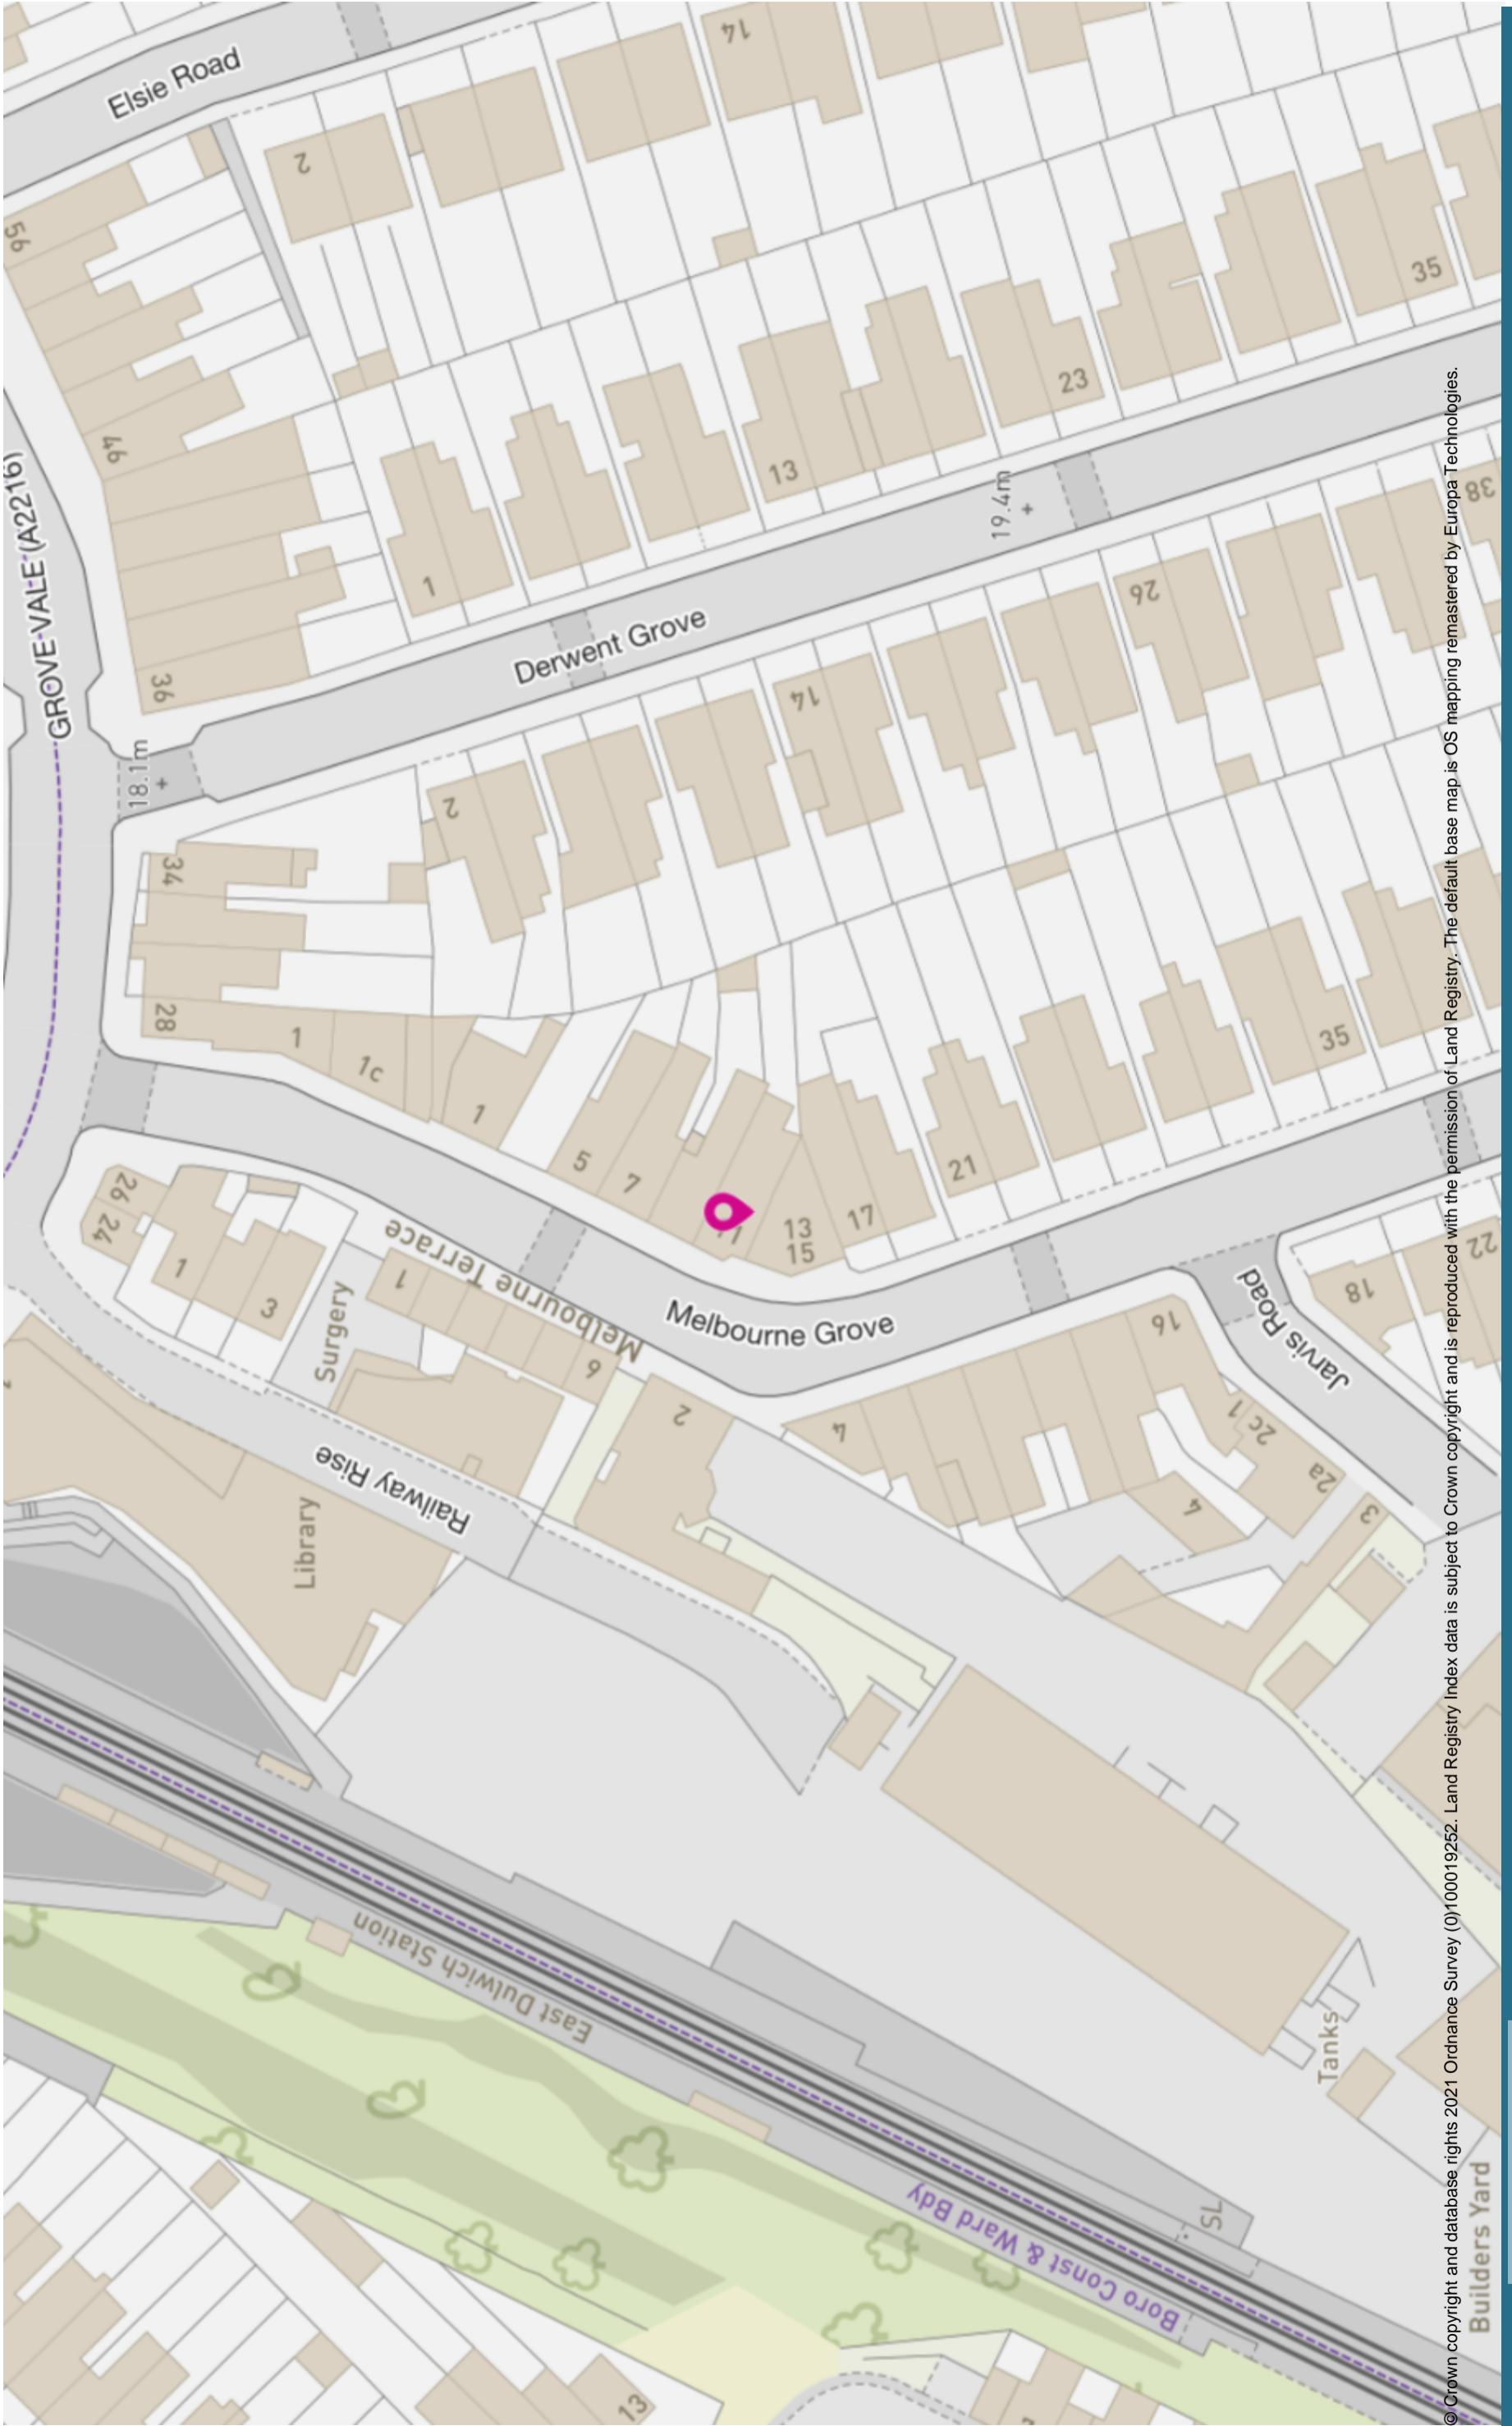 Elsie Road
14
2
56
35
46
23
13
GROVE VALE (A2216)
19.4m
38
1
26
Derwent Grove
36
14
18.1m
2
34
28
1
1c
35
1
5
7
21
11
13
17
15
26
24
1
3
Melbourne Terrace
1
Surgery
6
Melbourne Grove
Jarvis Road
18
22
16
2
4
1
2c
2a
3
4
Railway Rise
Library
East Dulwich Station
Tanks
Boro Const & Ward Bdy
SL
Builders Yard
13
© Crown copyright and database rights 2021 Ordnance Survey (0)100019252. Land Registry Index data is subject to Crown copyright and is reproduced with the permission of Land Registry. The default base map is OS mapping remastered by Europa Technologies.